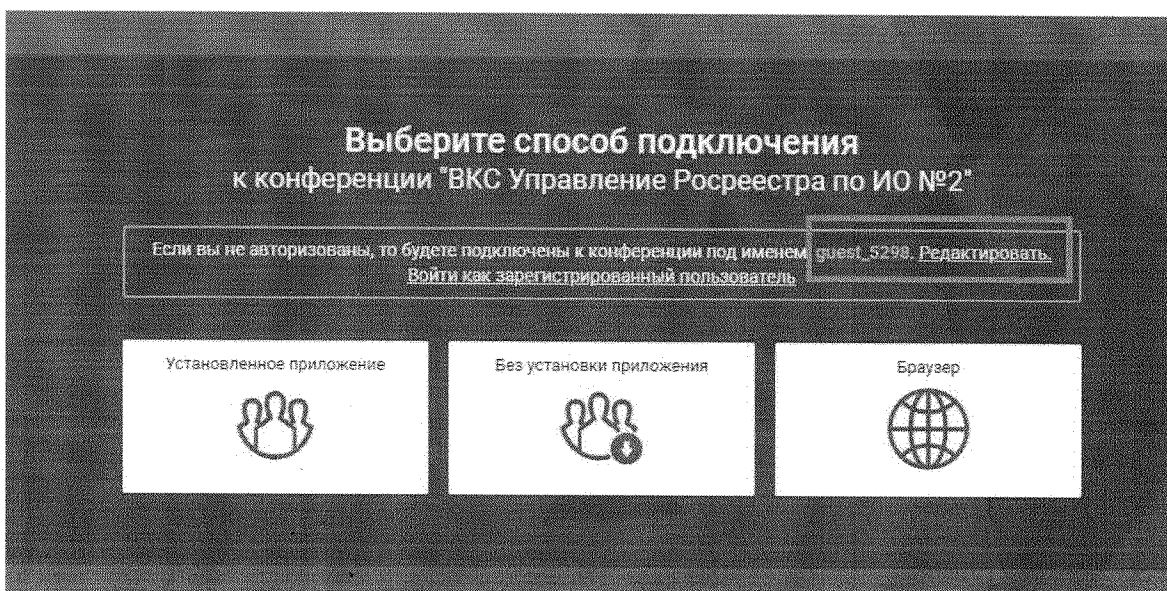 Выберите способ подключения
к конференции "ВКС Управление Росреестра по ИО №2"
Если вы не авторизованы, то будете подключены к конференции под именем guest_5298. Редактировать.
Войти как зарегистрированный пользователь
Установленное приложение
Без установки приложения
Браузер